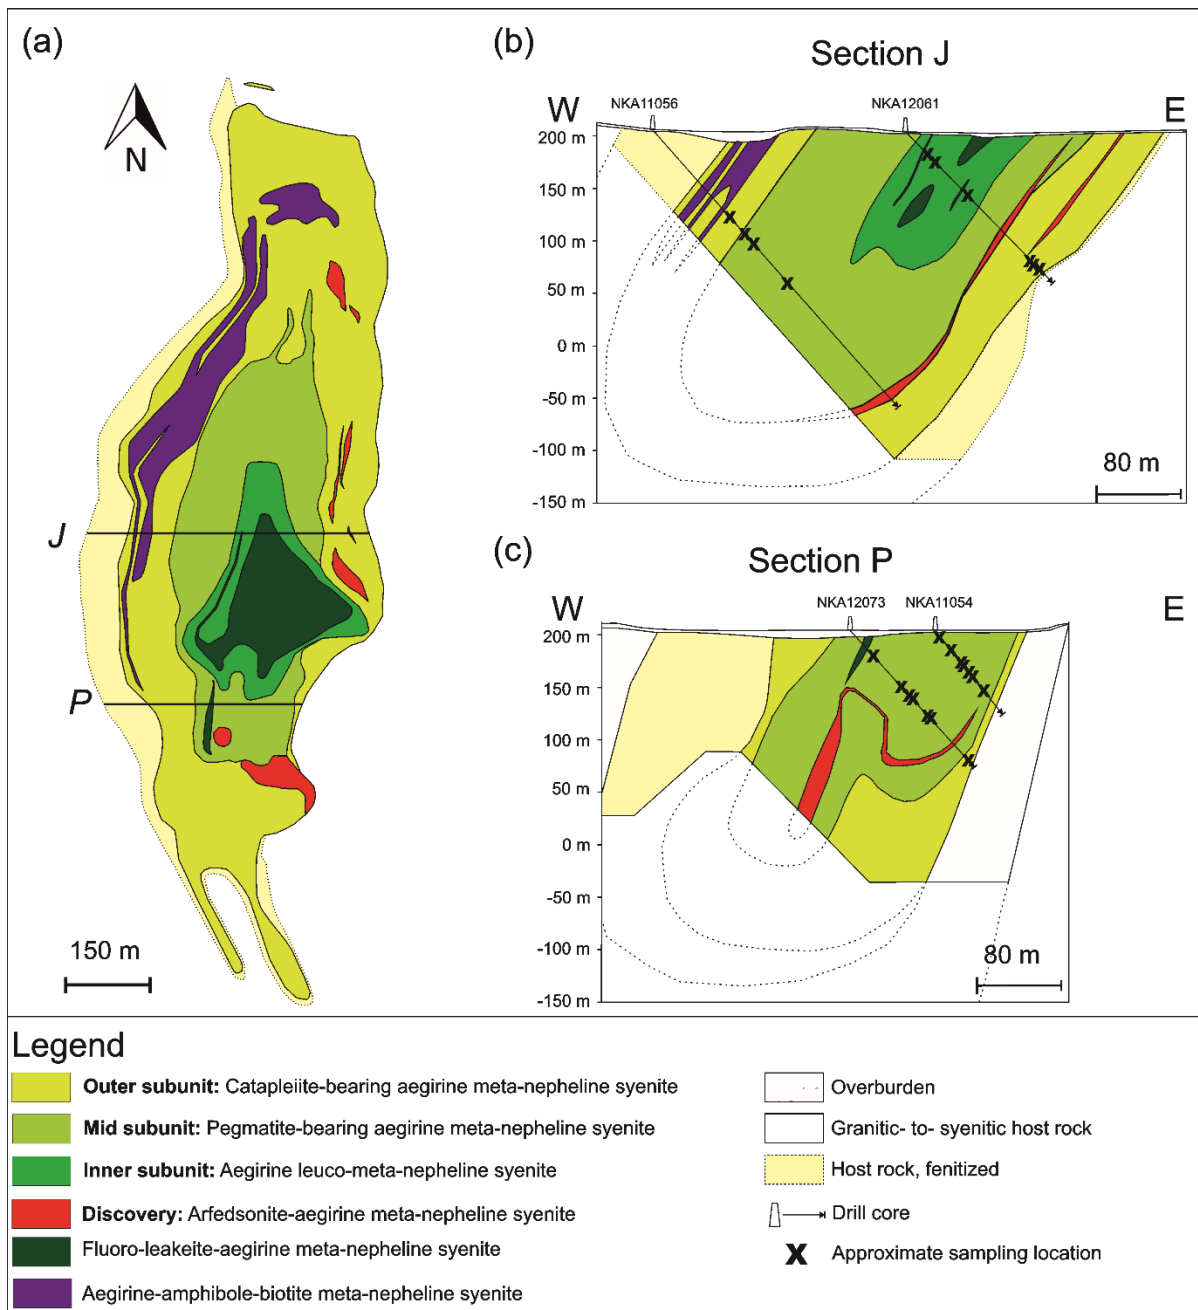 (a)
N
J
P
150 m
(b)
Section J
W
NKA11056
NKA12061
E
200 m
150 m
100 m
50 m
0 m
-50 m
-100 m
-150 m
80 m
(c)
Section P
W
NKA12073
NKA11054
E
200 m
150 m
100 m
50 m
0 m
-50 m
-100 m
-150 m
80 m
Legend
Outer subunit: Catapleiite-bearing aegirine meta-nepheline syenite
Mid subunit: Pegmatite-bearing aegirine meta-nepheline syenite
Inner subunit: Aegirine leuco-meta-nepheline syenite
Discovery: Arfedsonite-aegirine meta-nepheline syenite
Fluoro-leakeite-aegirine meta-nepheline syenite
Aegirine-amphibole-biotite meta-nepheline syenite
Overburden
Granitic- to- syenitic host rock
Host rock, fenitized
Drill core
X Approximate sampling location